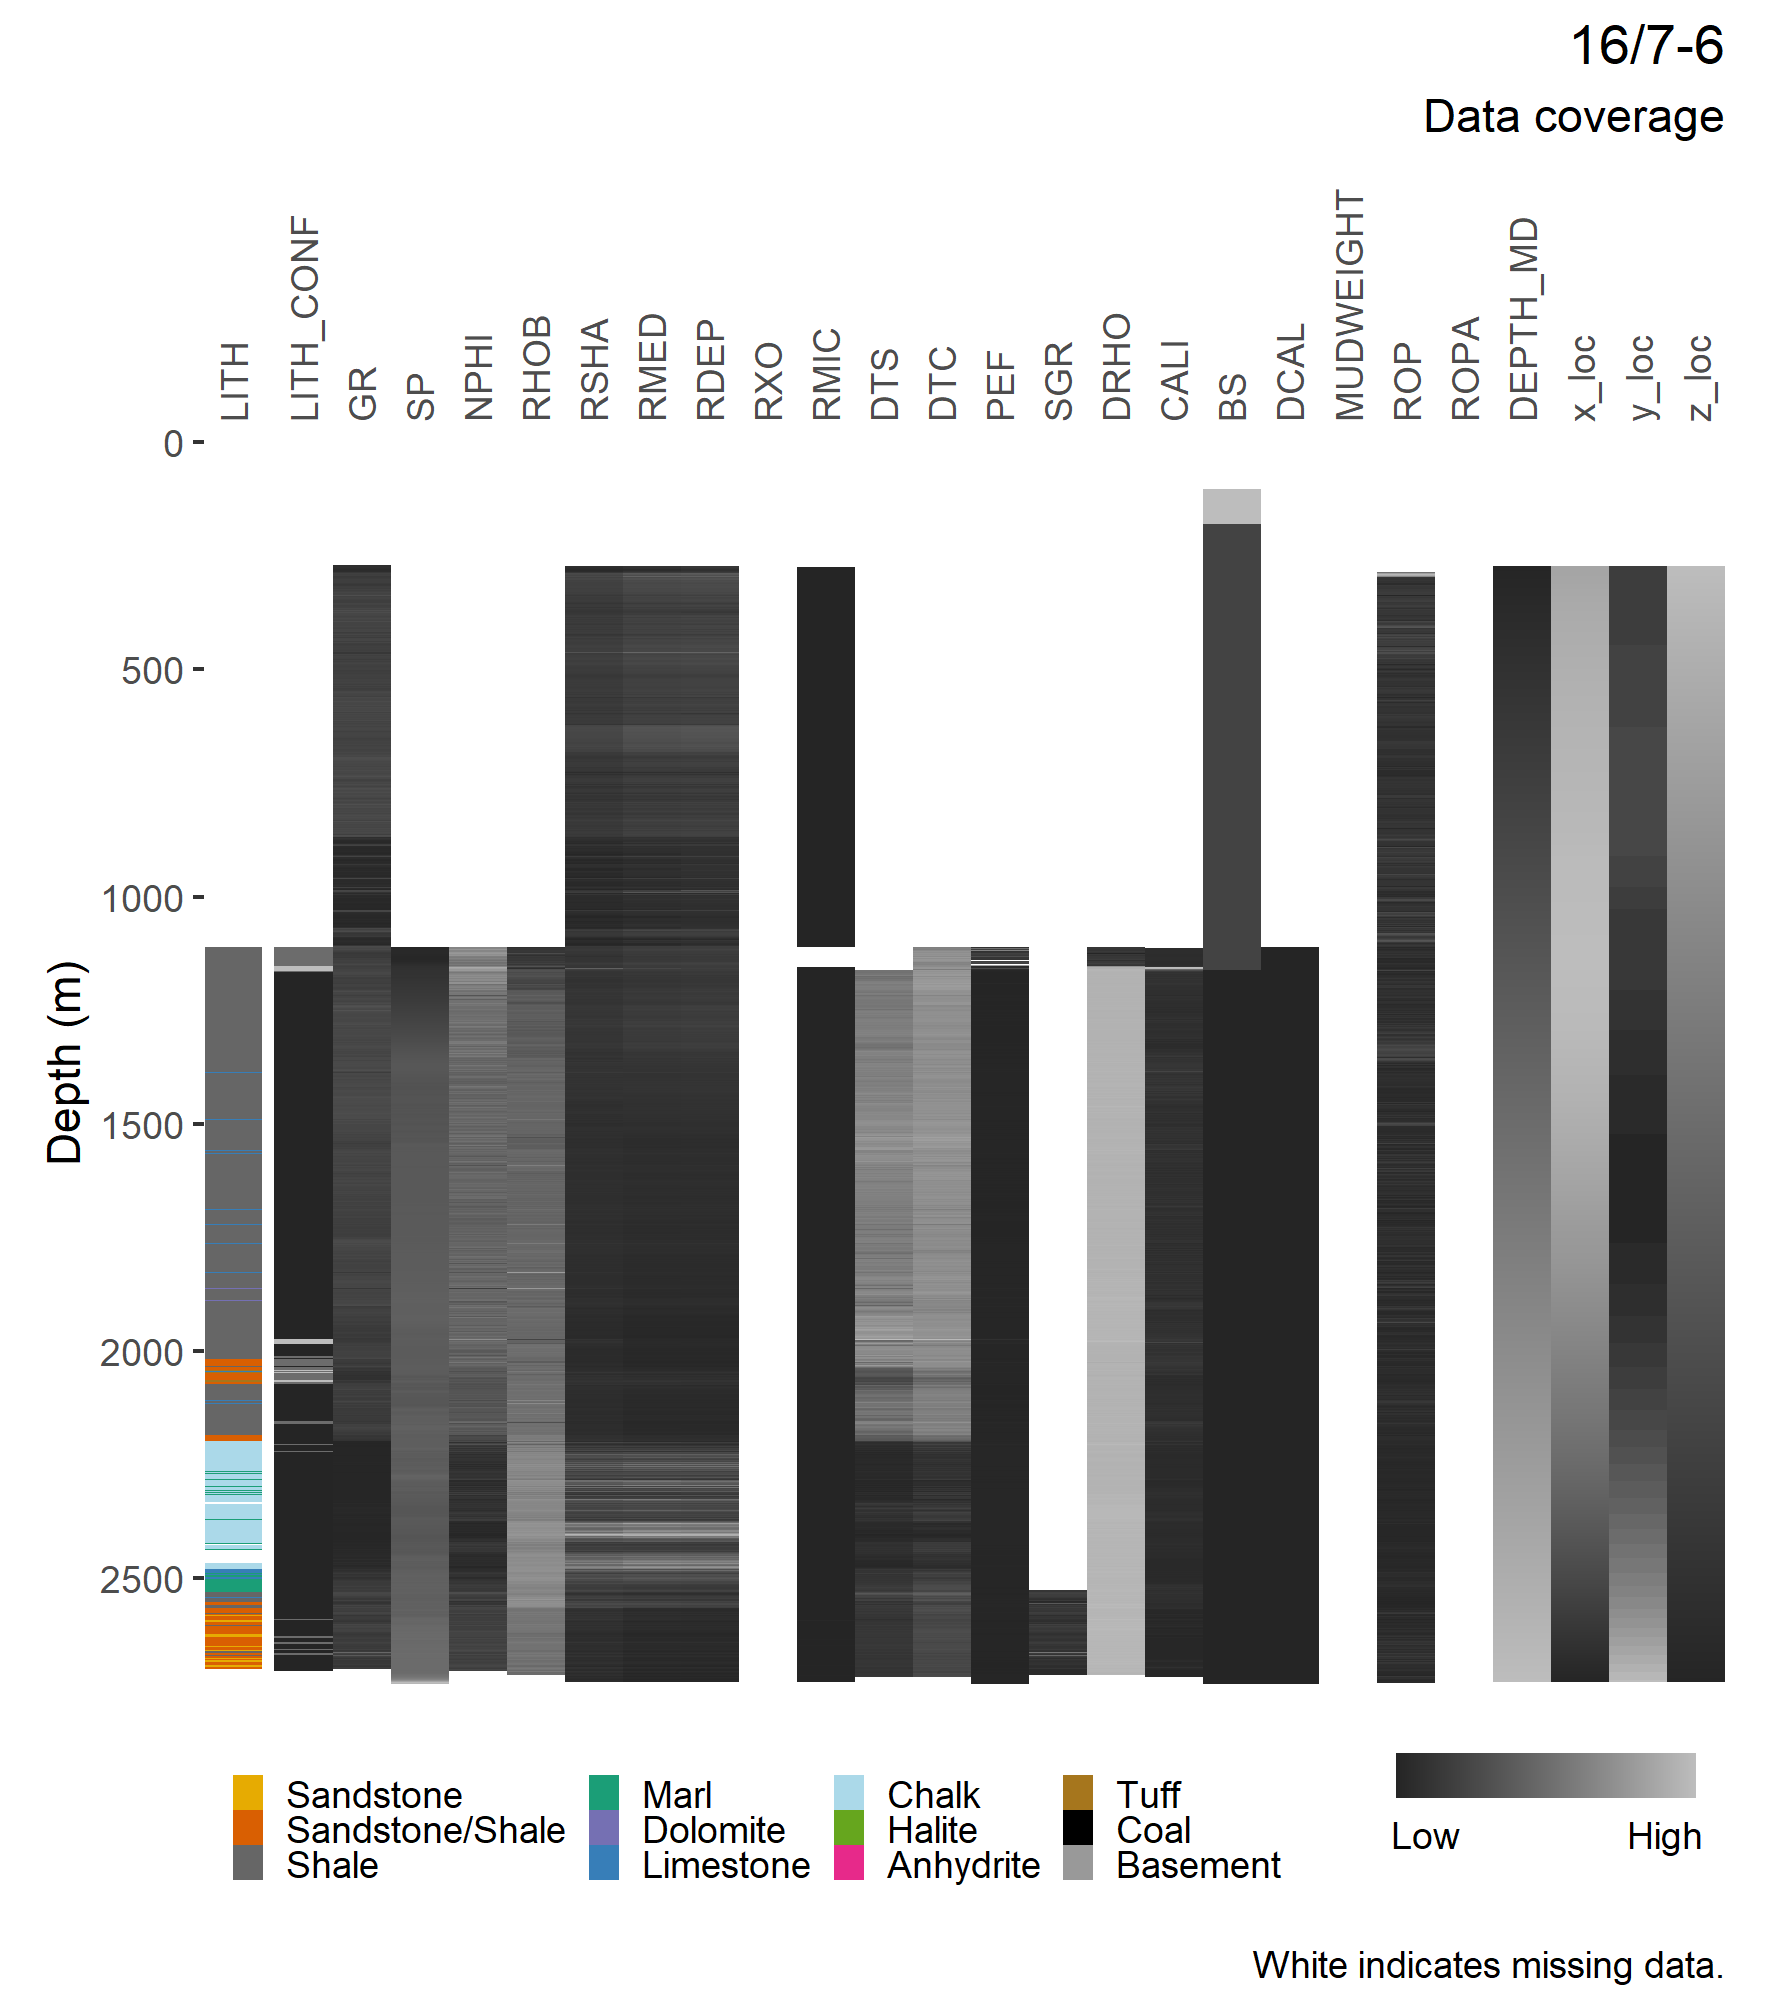 16/7-6
Data coverage
LITH
LITH_CONF
GR
SP
NPHI
RHOB
RSHA
RMED
RDEP
RXO
RMIC
DTS
DTC
PEF
SGR
DRHO
CALI
BS
DCAL
MUDWEIGHT
ROP
ROPA
DEPTH_MD
x_loc
y_loc
z_loc
0
500
1000
1500
2000
2500
Depth (m)
Sandstone
Sandstone/Shale
Shale
Marl
Dolomite
Limestone
Chalk
Halite
Anhydrite
Tuff
Coal
Basement
Low High
White indicates missing data.